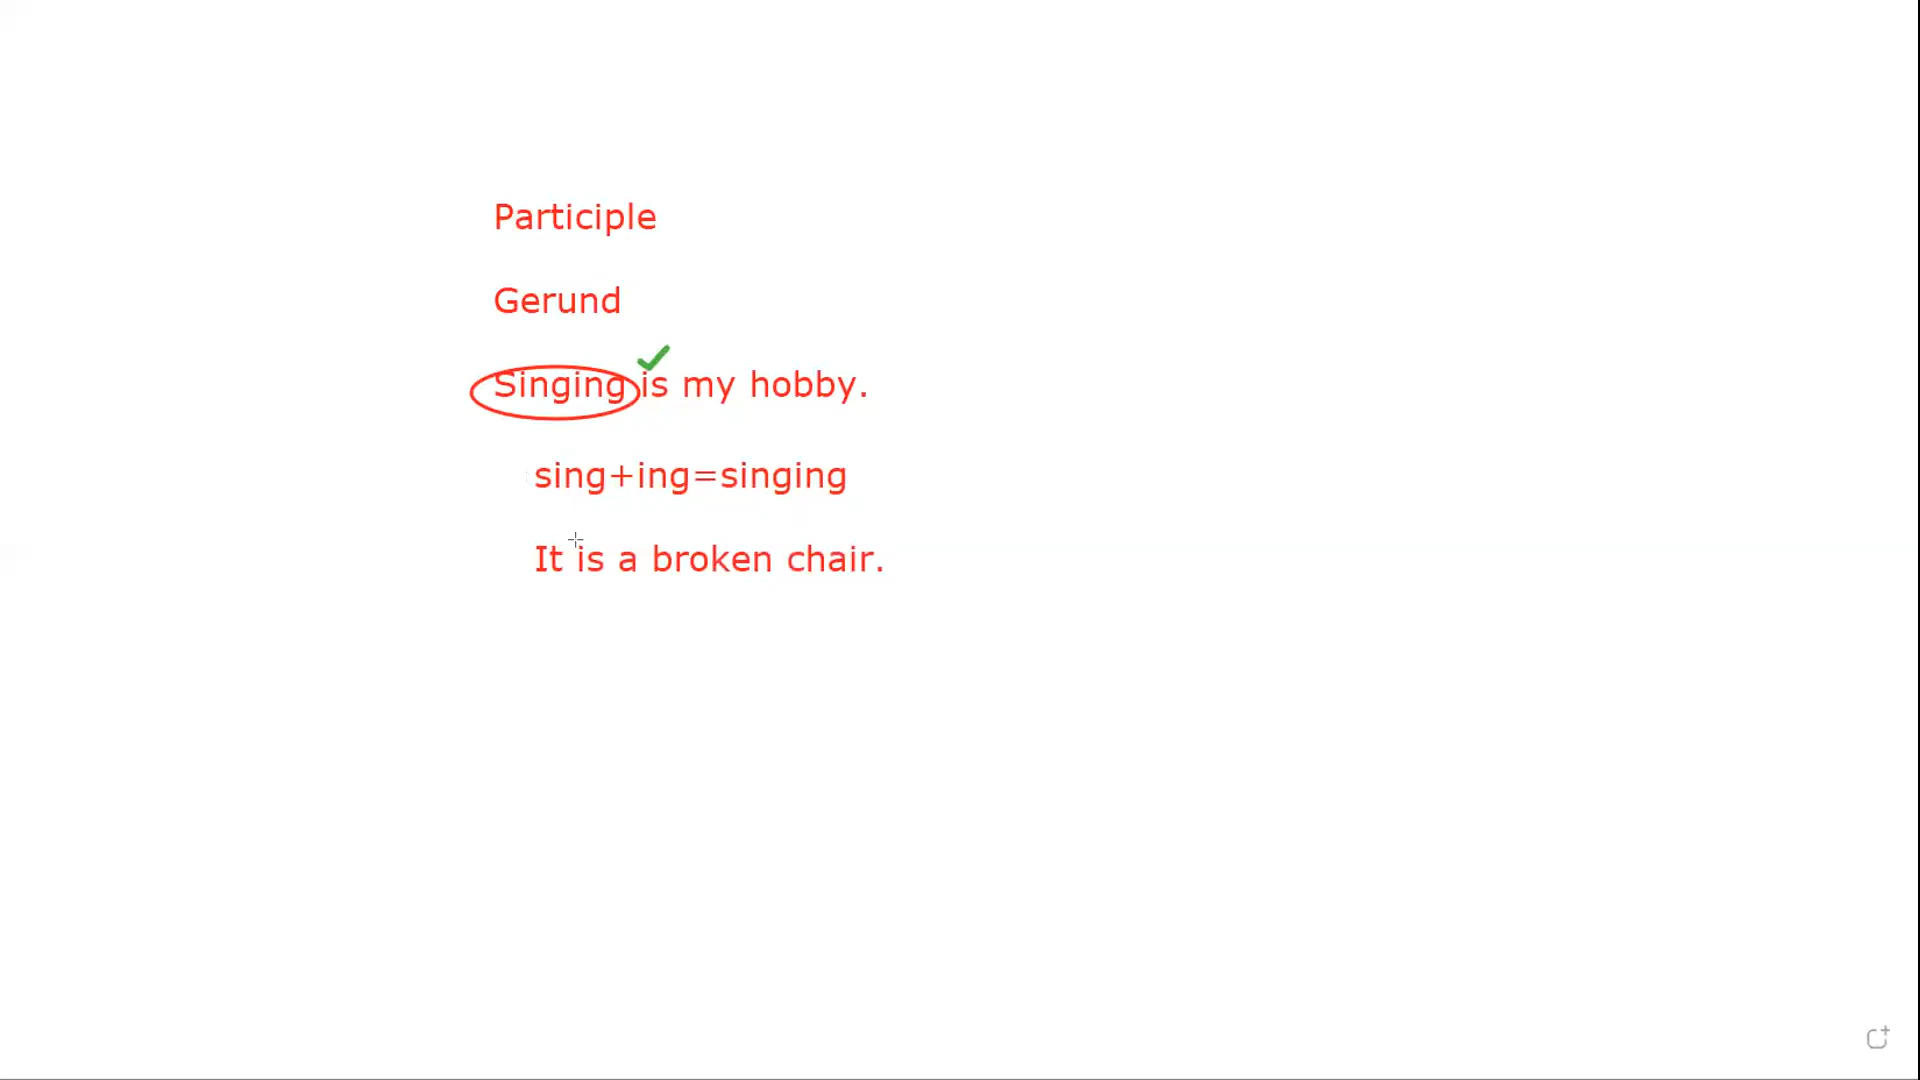 Participle
Gerund
Singing is my hobby.
sing+ing=singing
It is a broken chair.